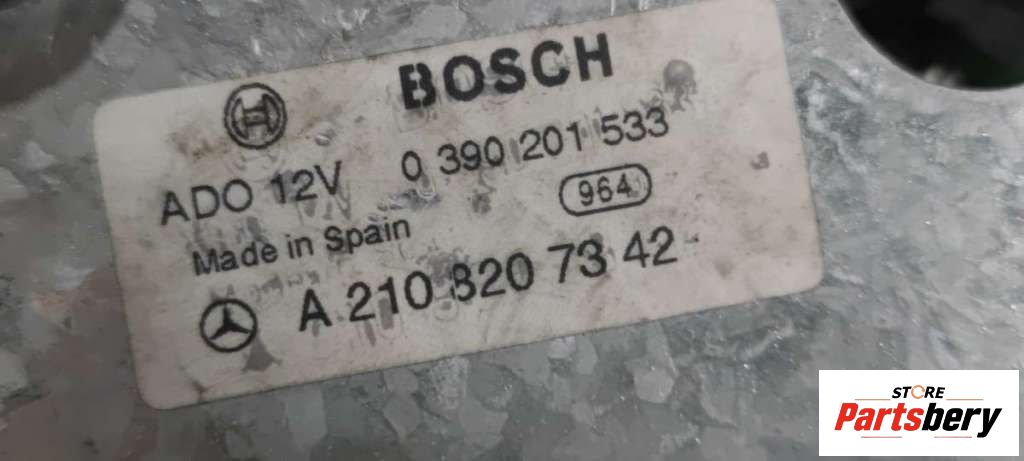 BOSCH
ADO 12V 0 390 201 533
964
Made in Spain
A 210 820 73 42
STORE
Partsbery